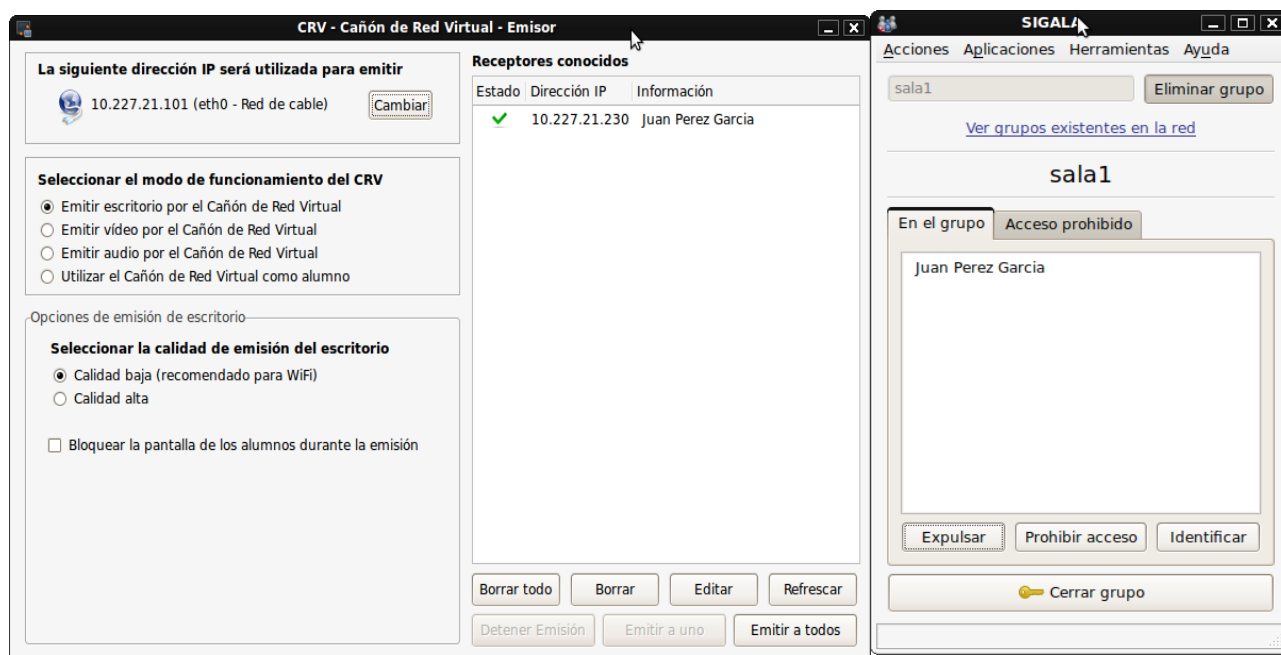 CRV - Cañón de Red Virtual - Emisor
La siguiente dirección IP será utilizada para emitir
10.227.21.101 (eth0 - Red de cable)
Cambiar
Seleccionar el modo de funcionamiento del CRV
Emitir escritorio por el Cañón de Red Virtual
Emitir vídeo por el Cañón de Red Virtual
Emitir audio por el Cañón de Red Virtual
Utilizar el Cañón de Red Virtual como alumno
Opciones de emisión de escritorio
Seleccionar la calidad de emisión del escritorio
Calidad baja (recomendado para WiFi)
Calidad alta
Bloquear la pantalla de los alumnos durante la emisión
Receptores conocidos
Estado Dirección IP Información
10.227.21.230 Juan Perez Garcia
Borrar todo Borrar Editar Refrescar
Detener Emisión Emitir a uno Emitir a todos
SIGALA
Acciones Aplicaciones Herramientas Ayuda
sala1 Eliminar grupo
Ver grupos existentes en la red
sala1
En el grupo Acceso prohibido
Juan Perez Garcia
Expulsar Prohibir acceso Identificar
Cerrar grupo